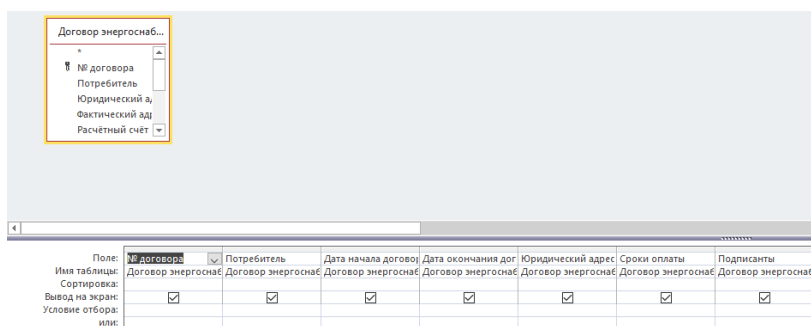 Договор энергоснаб...
*
№ договора
Потребитель
Юридический ад
Фактический адр
Расчётный счёт
Поле: № договора Потребитель Дата начала договор Дата окончания дог Юридический адрес Сроки оплаты Подписанты
Имя таблицы: Договор энергоснаб Договор энергоснаб Договор энергоснаб Договор энергоснаб Договор энергоснаб Договор энергоснаб Договор энергоснаб
Сортировка:
Вывод на экран:
Условие отбора:
или: